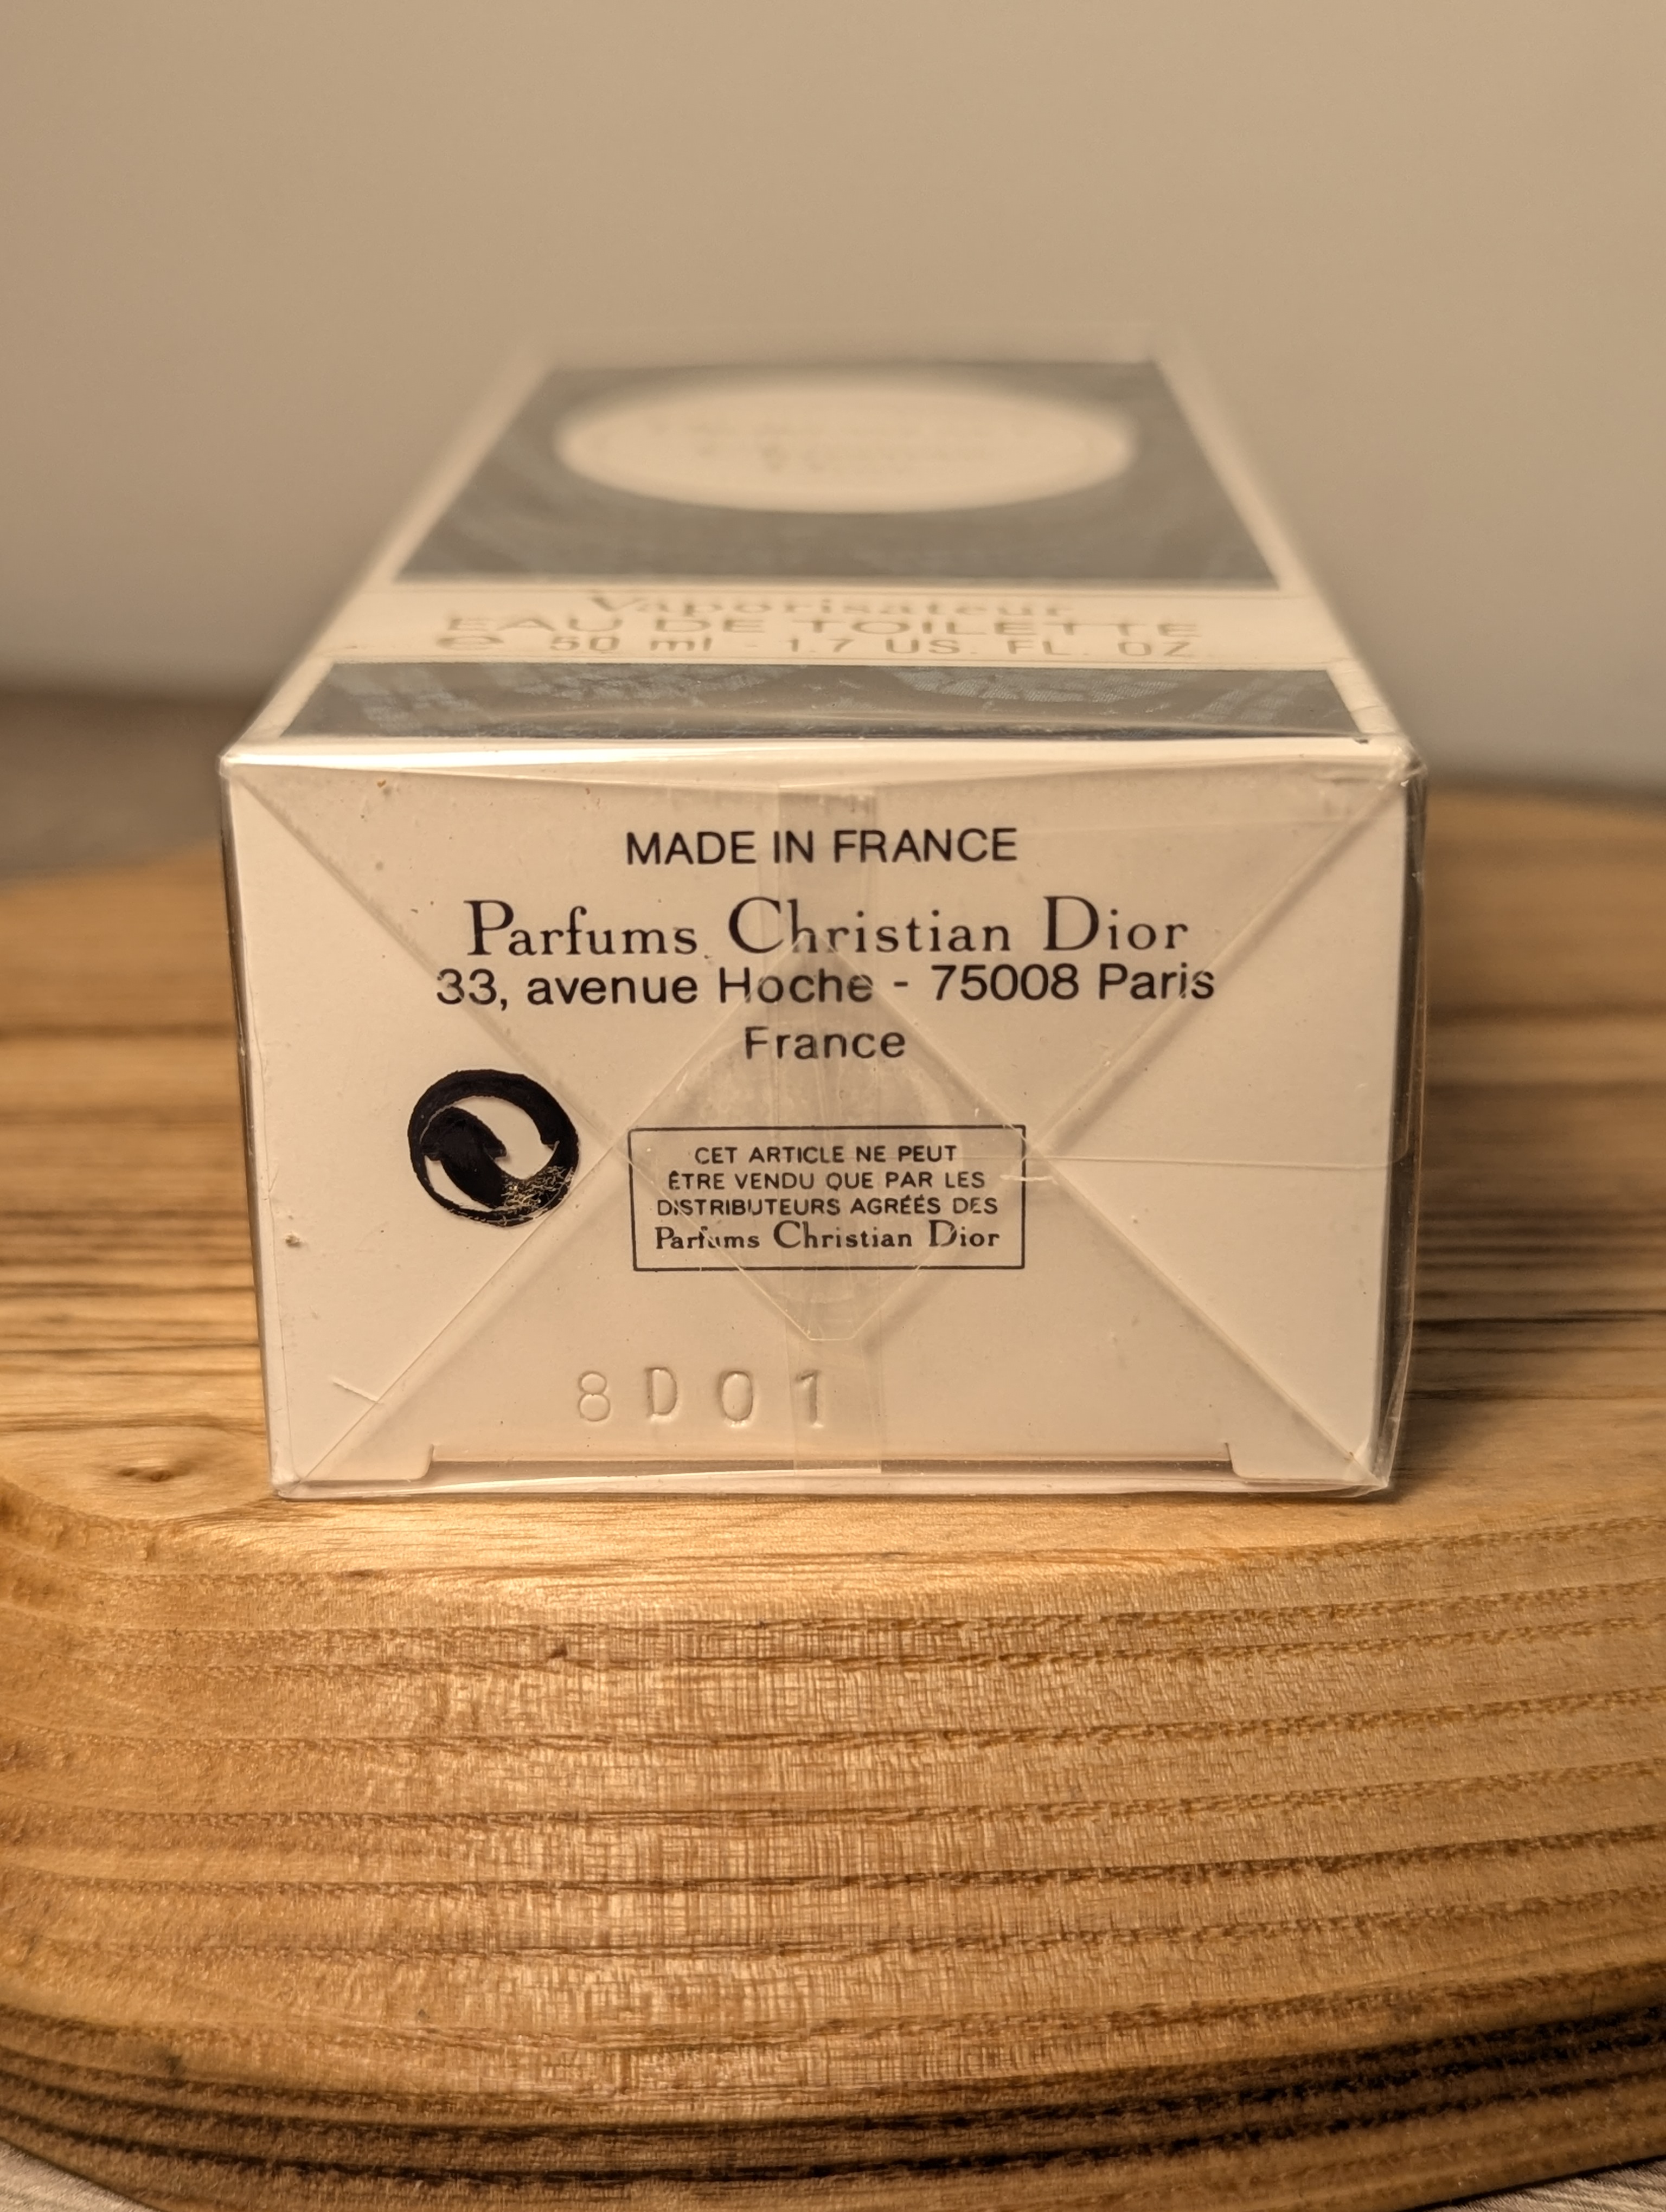 Vaporisateur
EAU DE TOILETTE
℮ 50 ml - 1.7 US. FL. OZ.
MADE IN FRANCE
Parfums Christian Dior
33, avenue Hoche - 75008 Paris
France
CET ARTICLE NE PEUT
ÊTRE VENDU QUE PAR LES
DISTRIBUTEURS AGRÉÉS DES
Parfums Christian Dior
8D01